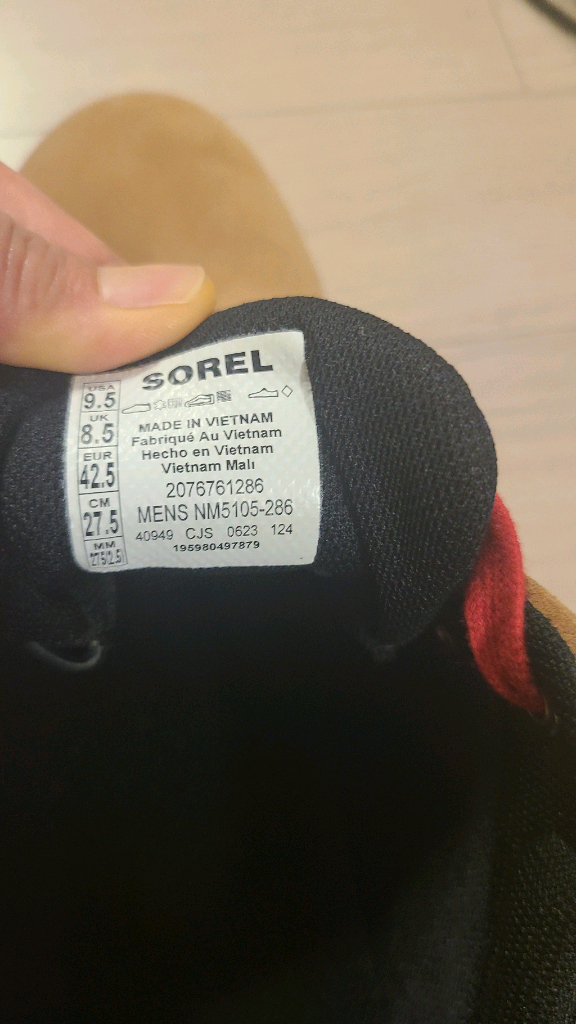 SOREL
USA
9.5
UK
8.5
EUR
42.5
CM
27.5
MM
275/2.5
MADE IN VIETNAM
Fabriqué Au Vietnam
Hecho en Vietnam
Vietnam Malı
2076761286
MENS NM5105-286
40949 CJS 0623 124
195980497879